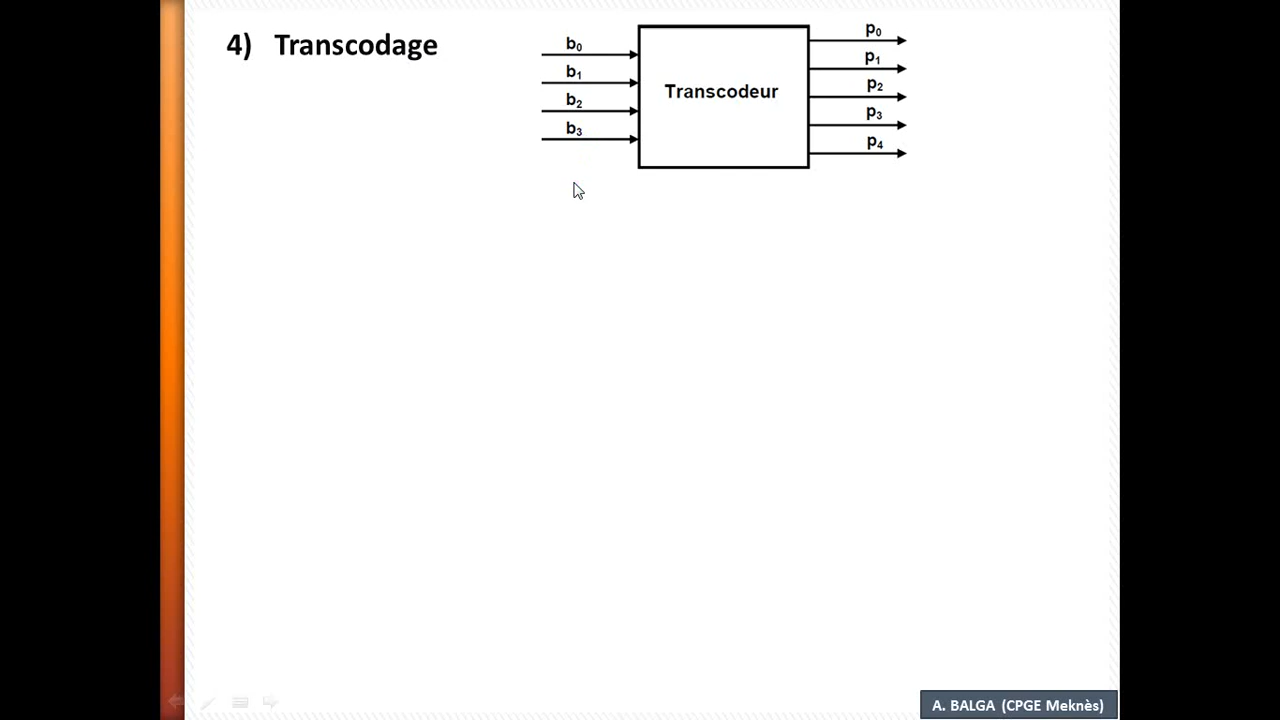 4) Transcodage
b₀
b₁
b₂
b₃
Transcodeur
p₀
p₁
p₂
p₃
p₄
A. BALGA (CPGE Meknès)